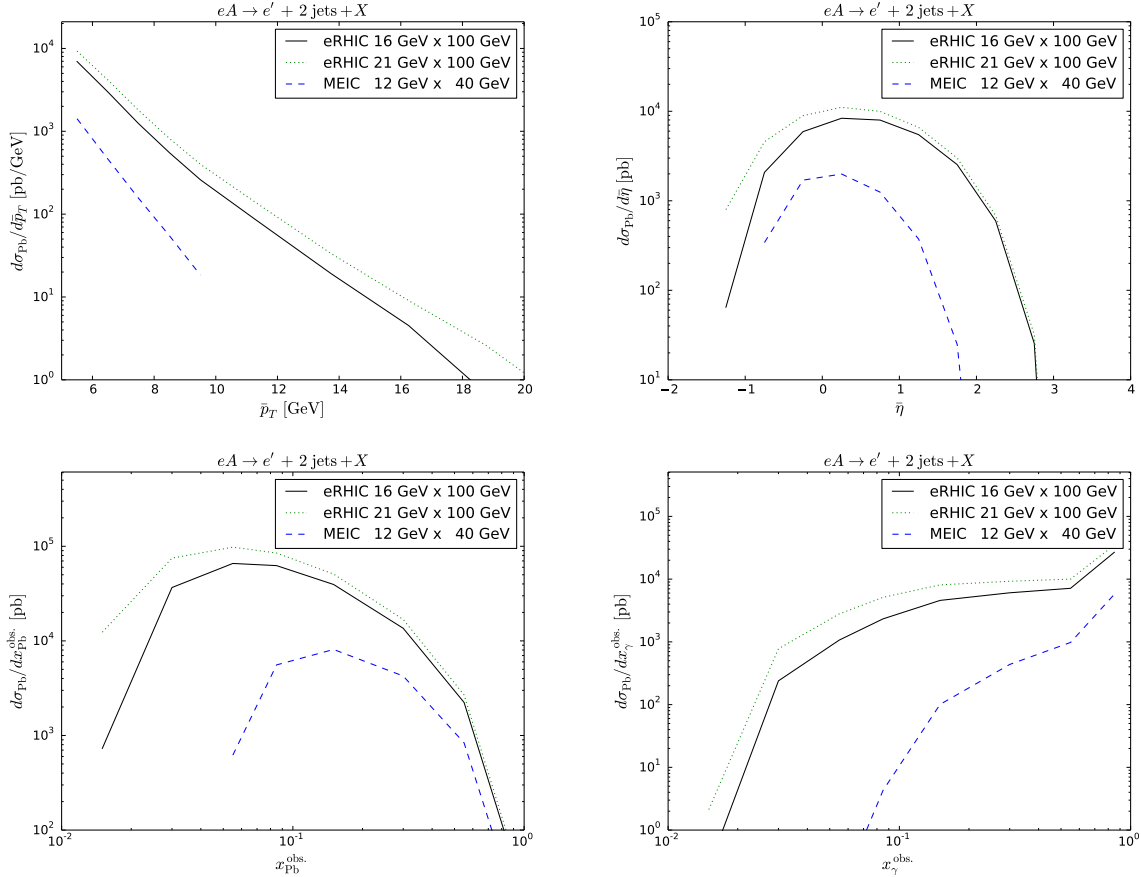 eA → e′ + 2 jets + X
eRHIC 16 GeV x 100 GeV
eRHIC 21 GeV x 100 GeV
MEIC 12 GeV x 40 GeV
dσ_Pb/dp̄_T [pb/GeV]
10^4
10^3
10^2
10^1
10^0
6 8 10 12 14 16 18 20
p̄_T [GeV]
eA → e′ + 2 jets + X
eRHIC 16 GeV x 100 GeV
eRHIC 21 GeV x 100 GeV
MEIC 12 GeV x 40 GeV
dσ_Pb/dη̄ [pb]
10^5
10^4
10^3
10^2
10^1
−2 −1 0 1 2 3 4
η̄
eA → e′ + 2 jets + X
eRHIC 16 GeV x 100 GeV
eRHIC 21 GeV x 100 GeV
MEIC 12 GeV x 40 GeV
dσ_Pb/dx_Pb^obs. [pb]
10^5
10^4
10^3
10^2
10^-2 10^-1 10^0
x_Pb^obs.
eA → e′ + 2 jets + X
eRHIC 16 GeV x 100 GeV
eRHIC 21 GeV x 100 GeV
MEIC 12 GeV x 40 GeV
dσ_Pb/dx_γ^obs. [pb]
10^5
10^4
10^3
10^2
10^1
10^0
10^-2 10^-1 10^0
x_γ^obs.